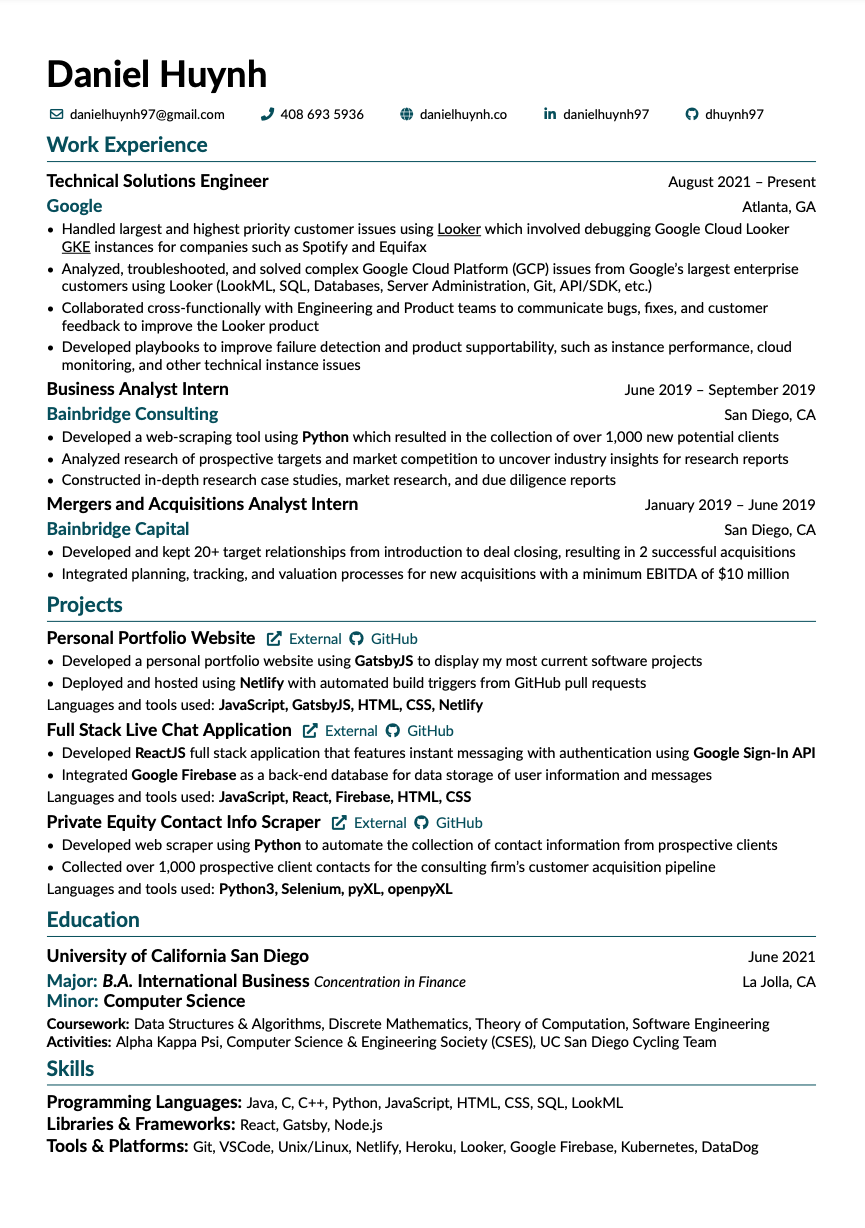 Daniel Huynh
danielhuynh97@gmail.com 408 693 5936 danielhuynh.co danielhuynh97 dhuynh97
Work Experience
Technical Solutions Engineer August 2021 – Present
Google Atlanta, GA
• Handled largest and highest priority customer issues using Looker which involved debugging Google Cloud Looker
GKE instances for companies such as Spotify and Equifax
• Analyzed, troubleshooted, and solved complex Google Cloud Platform (GCP) issues from Google's largest enterprise
customers using Looker (LookML, SQL, Databases, Server Administration, Git, API/SDK, etc.)
• Collaborated cross-functionally with Engineering and Product teams to communicate bugs, fixes, and customer
feedback to improve the Looker product
• Developed playbooks to improve failure detection and product supportability, such as instance performance, cloud
monitoring, and other technical instance issues
Business Analyst Intern June 2019 – September 2019
Bainbridge Consulting San Diego, CA
• Developed a web-scraping tool using Python which resulted in the collection of over 1,000 new potential clients
• Analyzed research of prospective targets and market competition to uncover industry insights for research reports
• Constructed in-depth research case studies, market research, and due diligence reports
Mergers and Acquisitions Analyst Intern January 2019 – June 2019
Bainbridge Capital San Diego, CA
• Developed and kept 20+ target relationships from introduction to deal closing, resulting in 2 successful acquisitions
• Integrated planning, tracking, and valuation processes for new acquisitions with a minimum EBITDA of $10 million
Projects
Personal Portfolio Website External GitHub
• Developed a personal portfolio website using GatsbyJS to display my most current software projects
• Deployed and hosted using Netlify with automated build triggers from GitHub pull requests
Languages and tools used: JavaScript, GatsbyJS, HTML, CSS, Netlify
Full Stack Live Chat Application External GitHub
• Developed ReactJS full stack application that features instant messaging with authentication using Google Sign-In API
• Integrated Google Firebase as a back-end database for data storage of user information and messages
Languages and tools used: JavaScript, React, Firebase, HTML, CSS
Private Equity Contact Info Scraper External GitHub
• Developed web scraper using Python to automate the collection of contact information from prospective clients
• Collected over 1,000 prospective client contacts for the consulting firm's customer acquisition pipeline
Languages and tools used: Python3, Selenium, pyXL, openpyXL
Education
University of California San Diego June 2021
Major: B.A. International Business Concentration in Finance La Jolla, CA
Minor: Computer Science
Coursework: Data Structures & Algorithms, Discrete Mathematics, Theory of Computation, Software Engineering
Activities: Alpha Kappa Psi, Computer Science & Engineering Society (CSES), UC San Diego Cycling Team
Skills
Programming Languages: Java, C, C++, Python, JavaScript, HTML, CSS, SQL, LookML
Libraries & Frameworks: React, Gatsby, Node.js
Tools & Platforms: Git, VSCode, Unix/Linux, Netlify, Heroku, Looker, Google Firebase, Kubernetes, DataDog